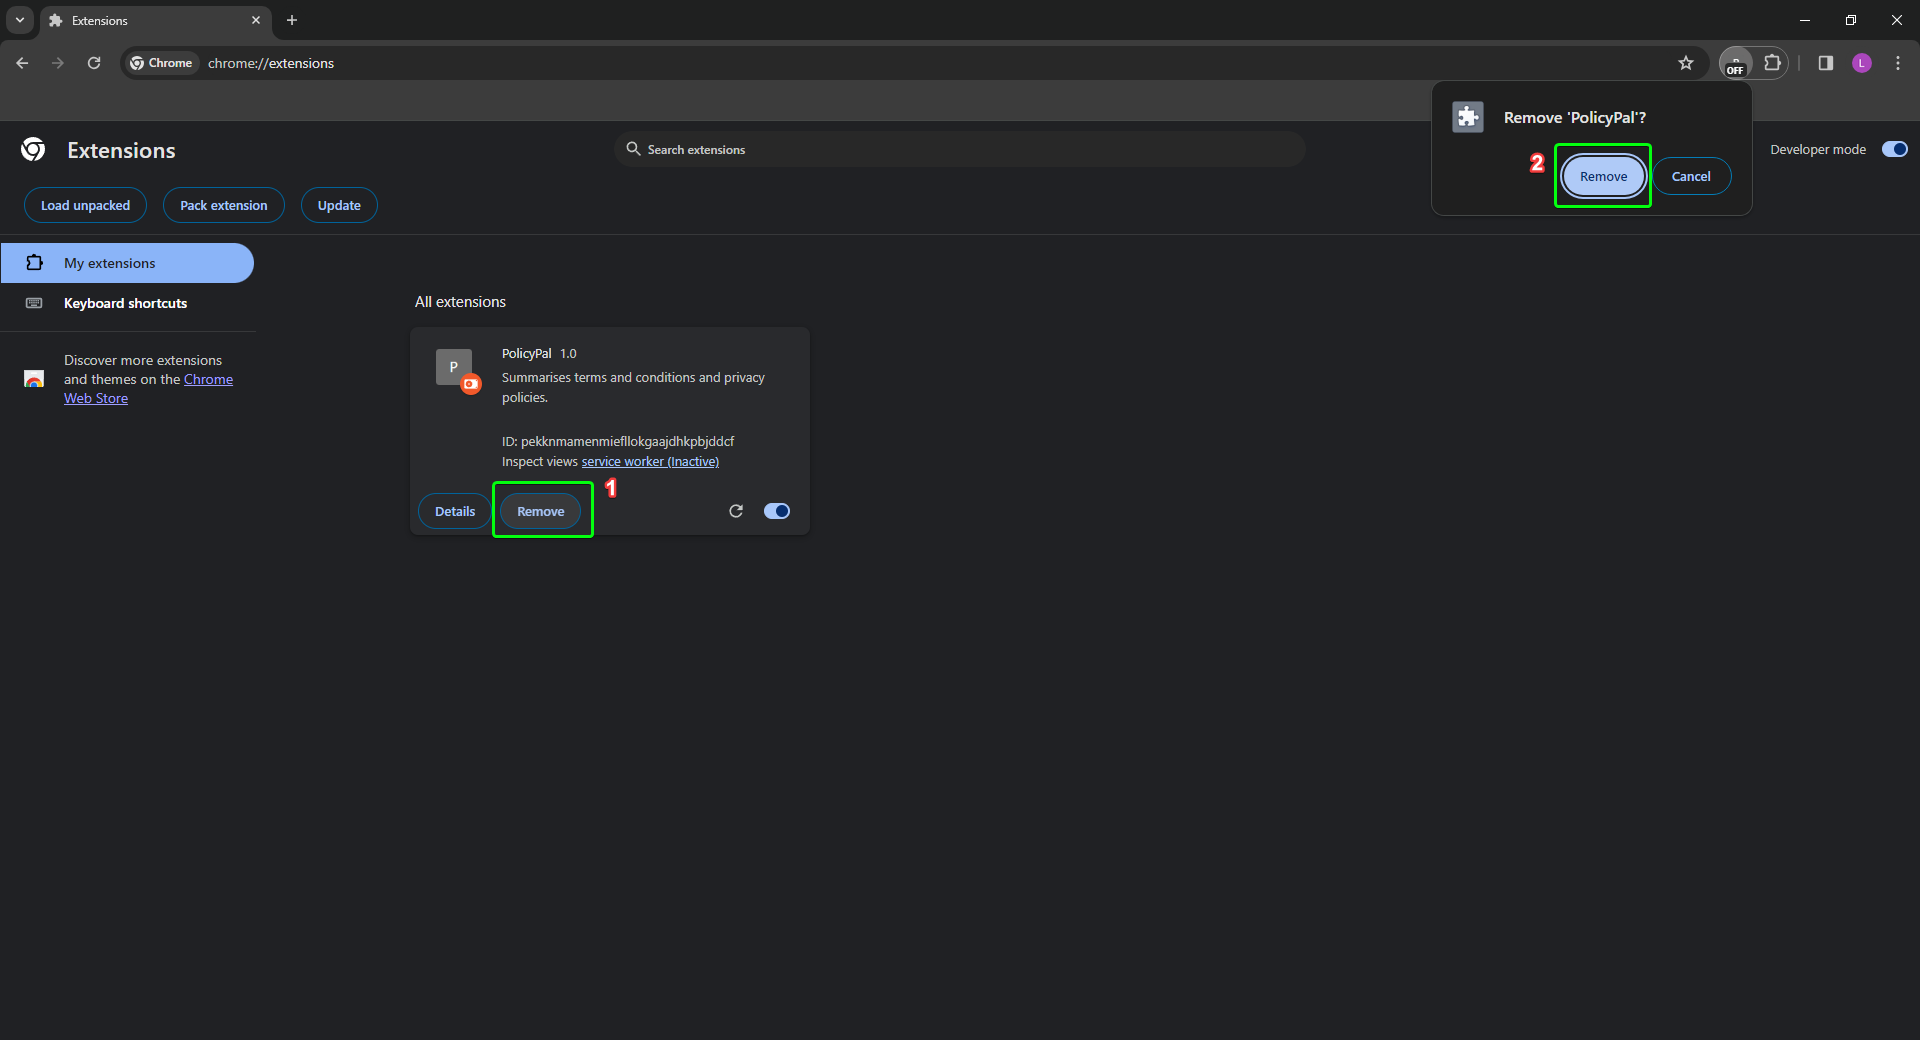 Extensions
Chrome chrome://extensions
OFF
L
Extensions
Search extensions
Remove 'PolicyPal'?
Developer mode
2
Remove
Cancel
Load unpacked
Pack extension
Update
My extensions
Keyboard shortcuts
Discover more extensions
and themes on the Chrome
Web Store
All extensions
P
PolicyPal 1.0
Summarises terms and conditions and privacy
policies.
ID: pekknmamenmiefllokgaajdhkpbjddcf
Inspect views service worker (Inactive)
1
Details
Remove